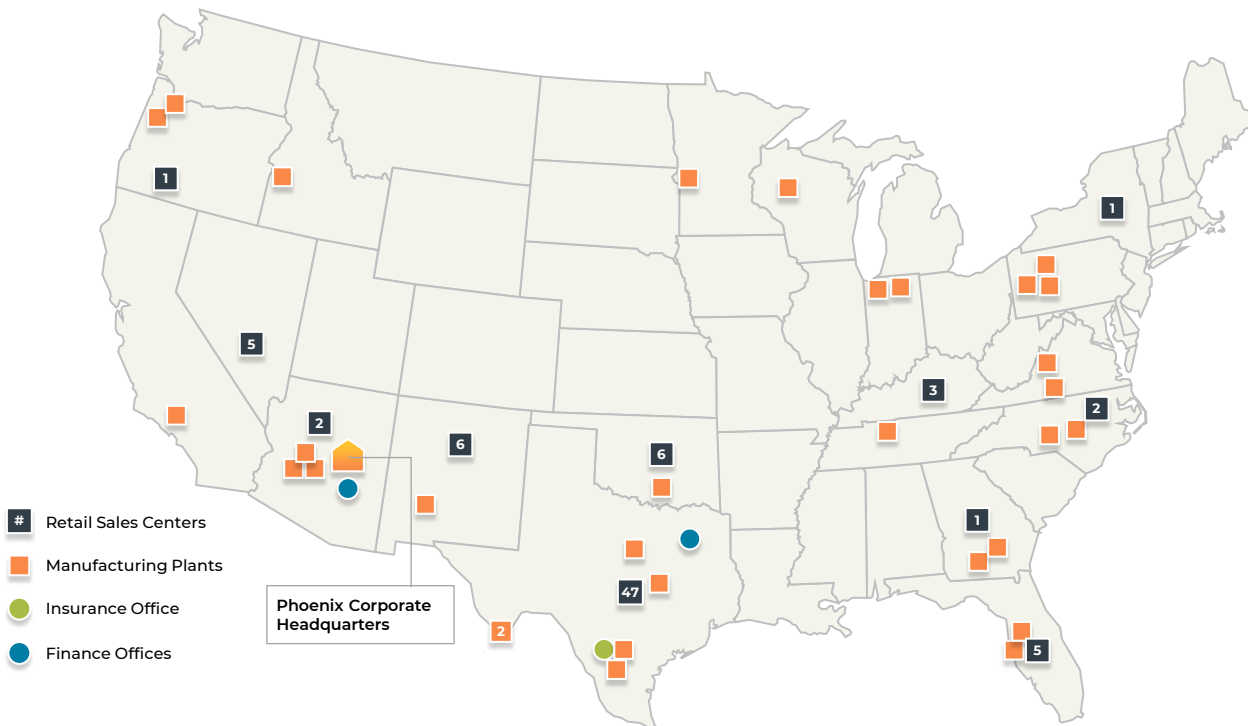 1
1
5
3
2
2
6
6
1
#
Retail Sales Centers
Manufacturing Plants
Insurance Office
Finance Offices
47
Phoenix Corporate
Headquarters
2
5